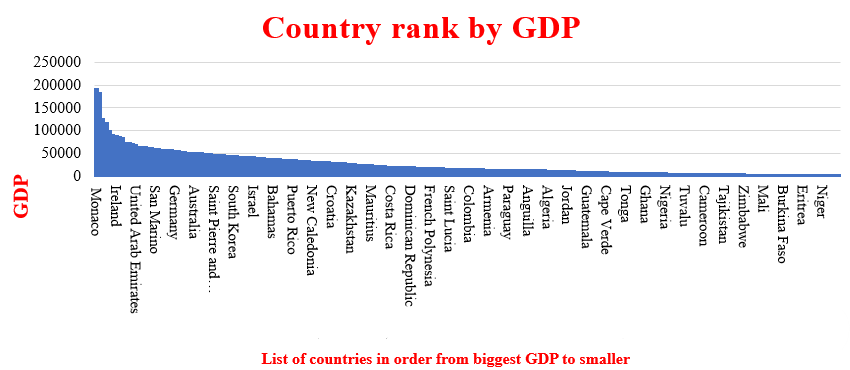 Country rank by GDP
250000
200000
150000
100000
50000
0
GDP
Monaco
Ireland
United Arab Emirates
San Marino
Germany
Australia
Saint Pierre and…
South Korea
Israel
Bahamas
Puerto Rico
New Caledonia
Croatia
Kazakhstan
Mauritius
Costa Rica
Dominican Republic
French Polynesia
Saint Lucia
Colombia
Armenia
Paraguay
Anguilla
Algeria
Jordan
Guatemala
Cape Verde
Tonga
Ghana
Nigeria
Tuvalu
Cameroon
Tajikistan
Zimbabwe
Mali
Burkina Faso
Eritrea
Niger
List of countries in order from biggest GDP to smaller